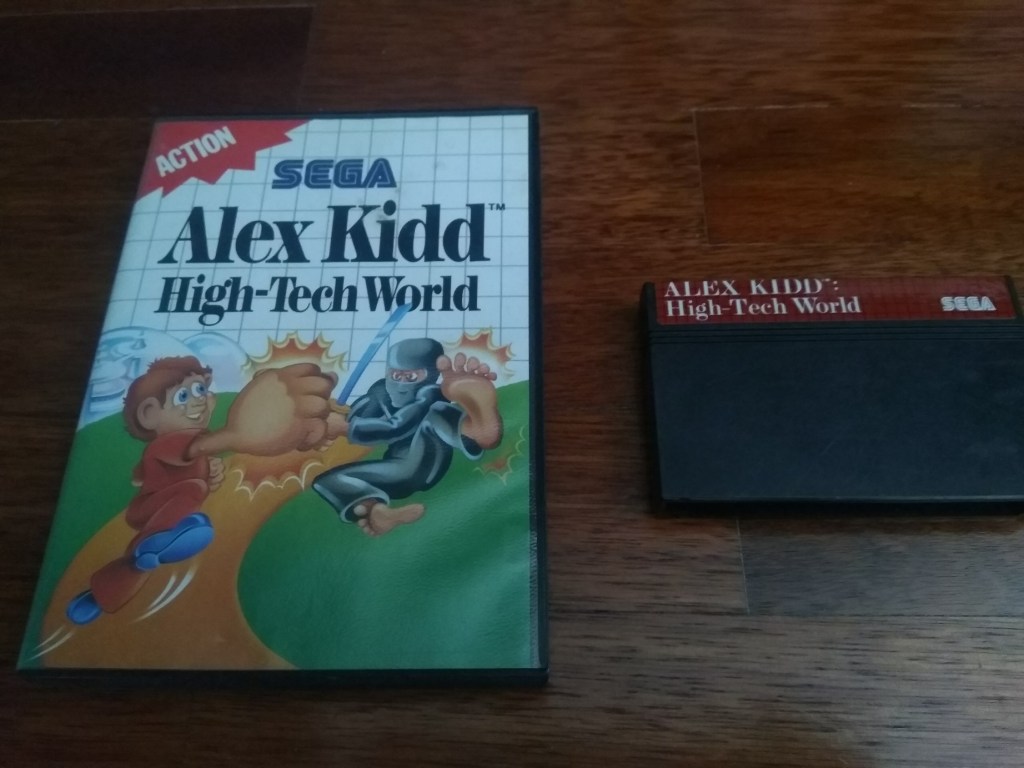 ACTION
SEGA
Alex Kidd™
High-Tech World
ALEX KIDD™:
High-Tech World
SEGA